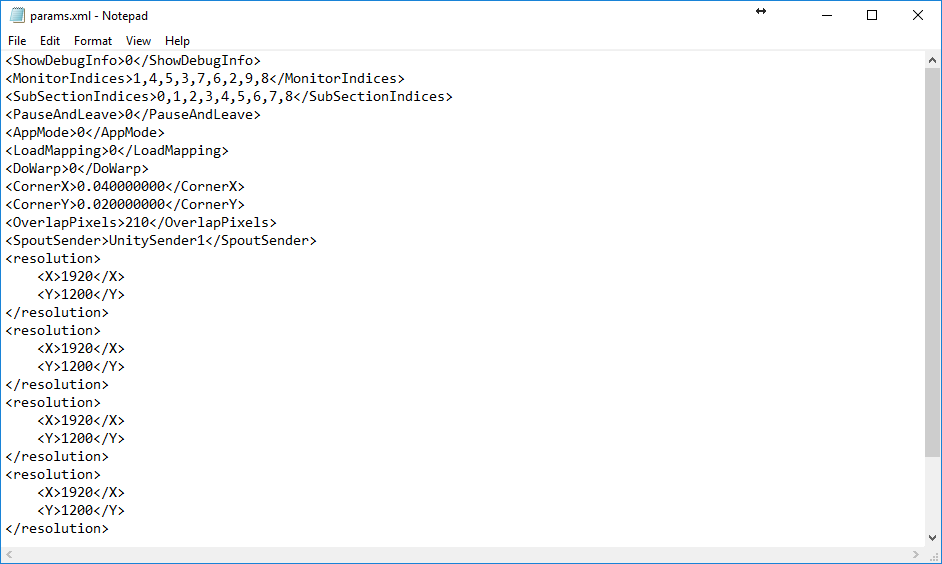 params.xml - Notepad
File Edit Format View Help
<ShowDebugInfo>0</ShowDebugInfo>
<MonitorIndices>1,4,5,3,7,6,2,9,8</MonitorIndices>
<SubSectionIndices>0,1,2,3,4,5,6,7,8</SubSectionIndices>
<PauseAndLeave>0</PauseAndLeave>
<AppMode>0</AppMode>
<LoadMapping>0</LoadMapping>
<DoWarp>0</DoWarp>
<CornerX>0.040000000</CornerX>
<CornerY>0.020000000</CornerY>
<OverlapPixels>210</OverlapPixels>
<SpoutSender>UnitySender1</SpoutSender>
<resolution>
    <X>1920</X>
    <Y>1200</Y>
</resolution>
<resolution>
    <X>1920</X>
    <Y>1200</Y>
</resolution>
<resolution>
    <X>1920</X>
    <Y>1200</Y>
</resolution>
<resolution>
    <X>1920</X>
    <Y>1200</Y>
</resolution>